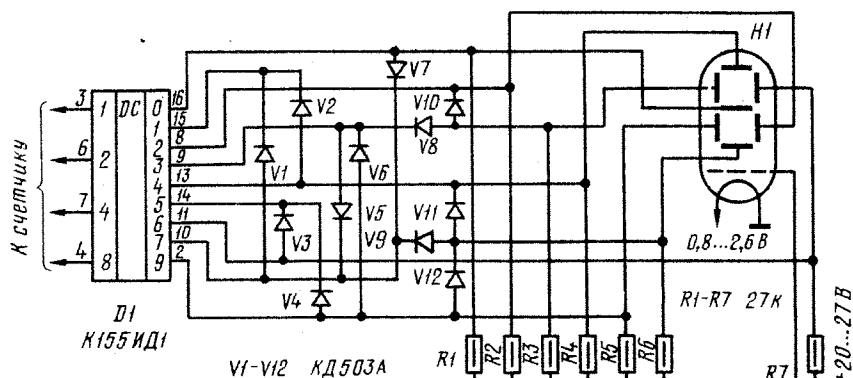 H1
V7
3 1 DC 0 16
15
1
V2
V10
8
2
6 2
9
3
V1
V6
V8
13
4
К счетчику
7 4
14
5
V5
V11
11
6
V3
V9
10
7
0,8...2,6 В
4 8
2
9
V4
V12
R1-R7 27к
D1
К155ИД1
V1-V12 КД503А
R1
R2
R3
R4
R5
R6
R7
+20...27 В